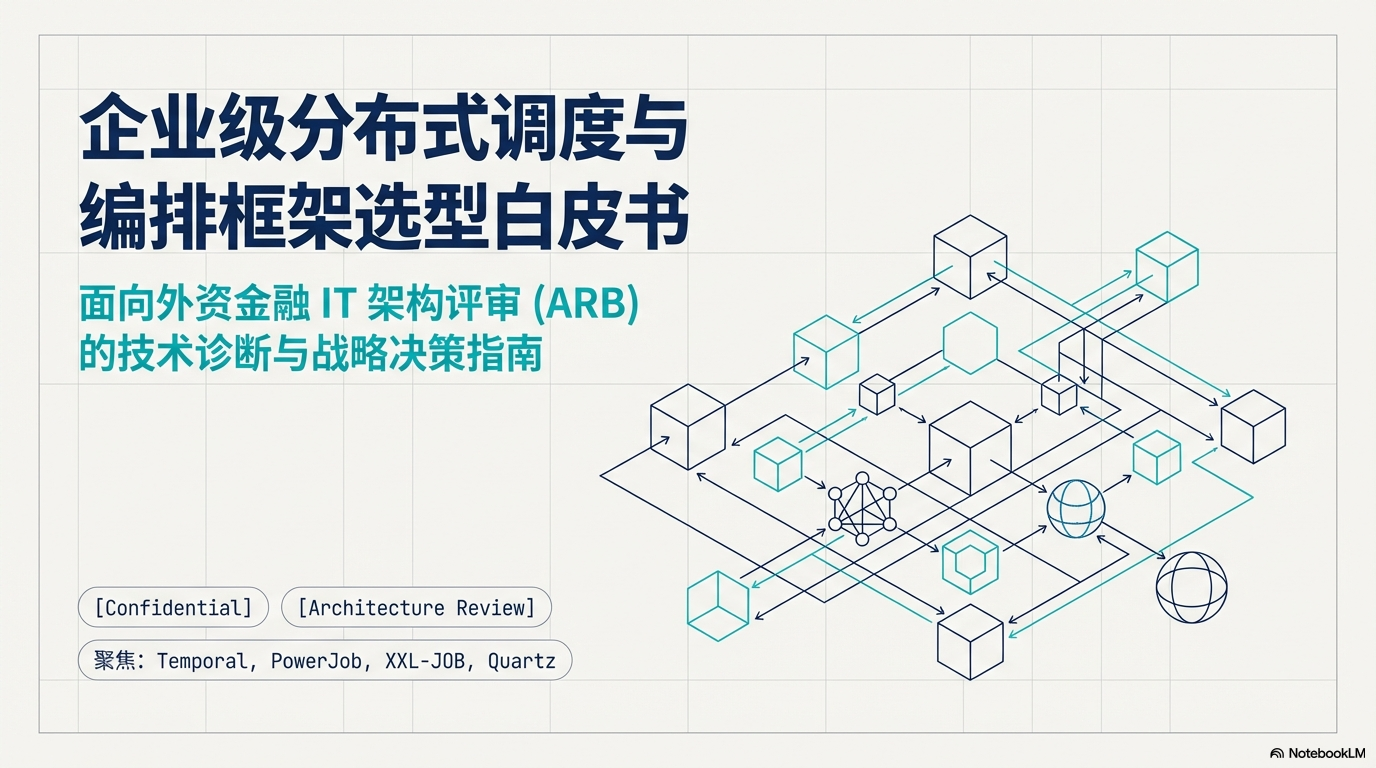 企业级分布式调度与
编排框架选型白皮书
面向外资金融 IT 架构评审 (ARB)
的技术诊断与战略决策指南
[Confidential]
[Architecture Review]
聚焦: Temporal, PowerJob, XXL-JOB, Quartz
NotebookLM